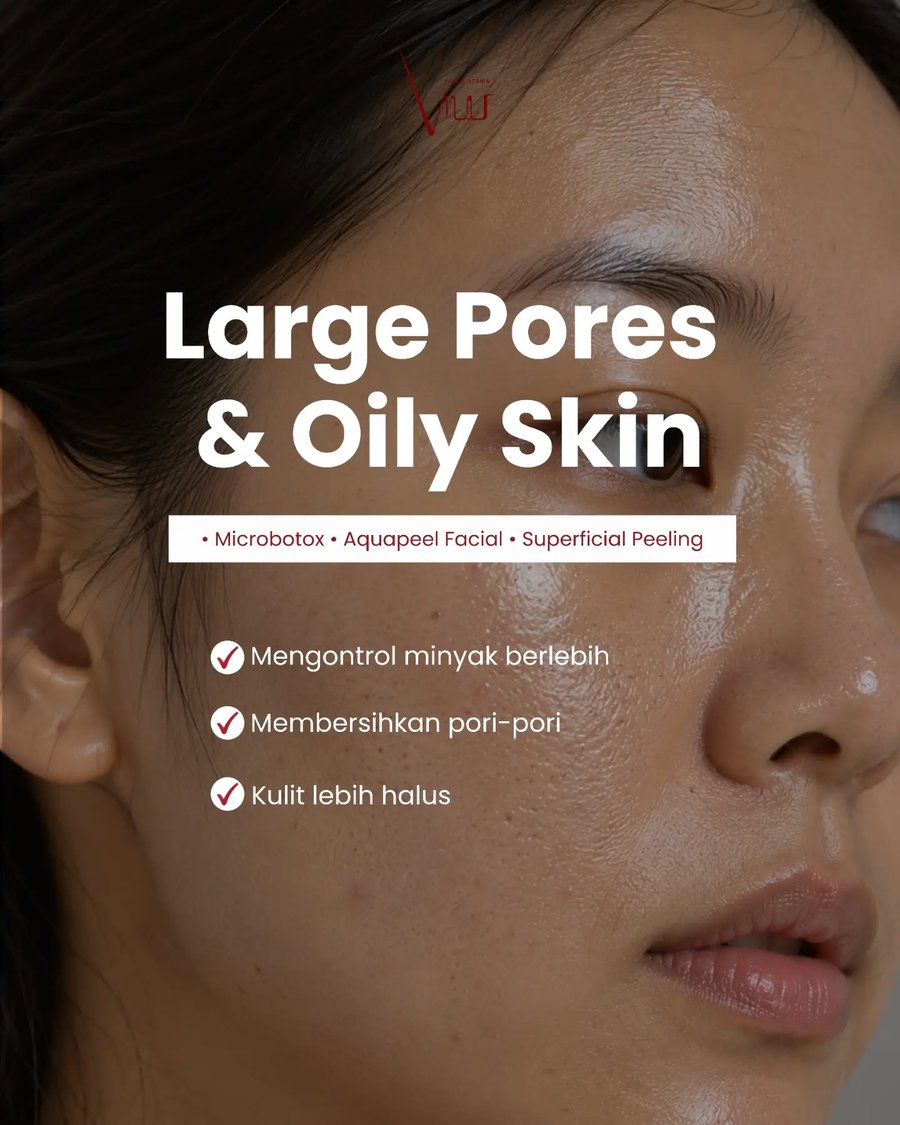 Large Pores
& Oily Skin
• Microbotox • Aquapeel Facial • Superficial Peeling
Mengontrol minyak berlebih
Membersihkan pori-pori
Kulit lebih halus